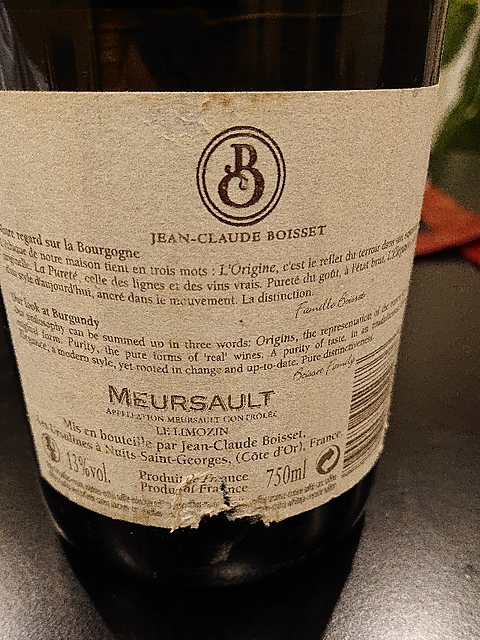 JB
JEAN-CLAUDE BOISSET
regard sur la Bourgogne
de notre maison tient en trois mots : L'Origine, c'est le reflet du terroir dans
La Pureté celle des lignes et des vins vrais. Pureté du goût, à l'état brut.
style d'aujourd'hui, ancré dans le mouvement. La distinction.
Famille Boisset
Our look at Burgundy
Our philosophy can be summed up in three words: Origins, the representation of the
original form. Purity, the pure forms of 'real' wines. A purity of taste, in
a modern style, yet rooted in change and up-to-date. Pure distinctiveness.
Boisset Family
MEURSAULT
APPELLATION MEURSAULT CONTRÔLÉE
LE LIMOZIN
Mis en bouteille par Jean-Claude Boisset,
Les Ursulines à Nuits-Saint-Georges, (Côte d'Or), France
13%vol.
Produit de France
Product of France
750ml